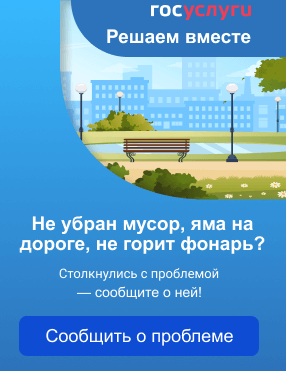 госуслуги
Решаем вместе
Не убран мусор, яма на
дороге, не горит фонарь?
Столкнулись с проблемой
— сообщите о ней!
Сообщить о проблеме